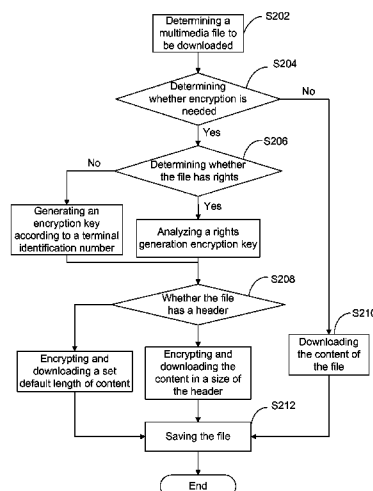 Determining a
multimedia file to
be downloaded
S202
S204
Determining
whether encryption is
needed
No
Yes
S206
Determining whether
the file has rights
No
Yes
Generating an
encryption key
according to a terminal
identification number
Analyzing a rights
generation encryption key
S208
Whether the file
has a header
S210
Encrypting and
downloading a set
default length of content
Encrypting and
downloading the
content in a size of
the header
Downloading
the content of
the file
S212
Saving the file
End